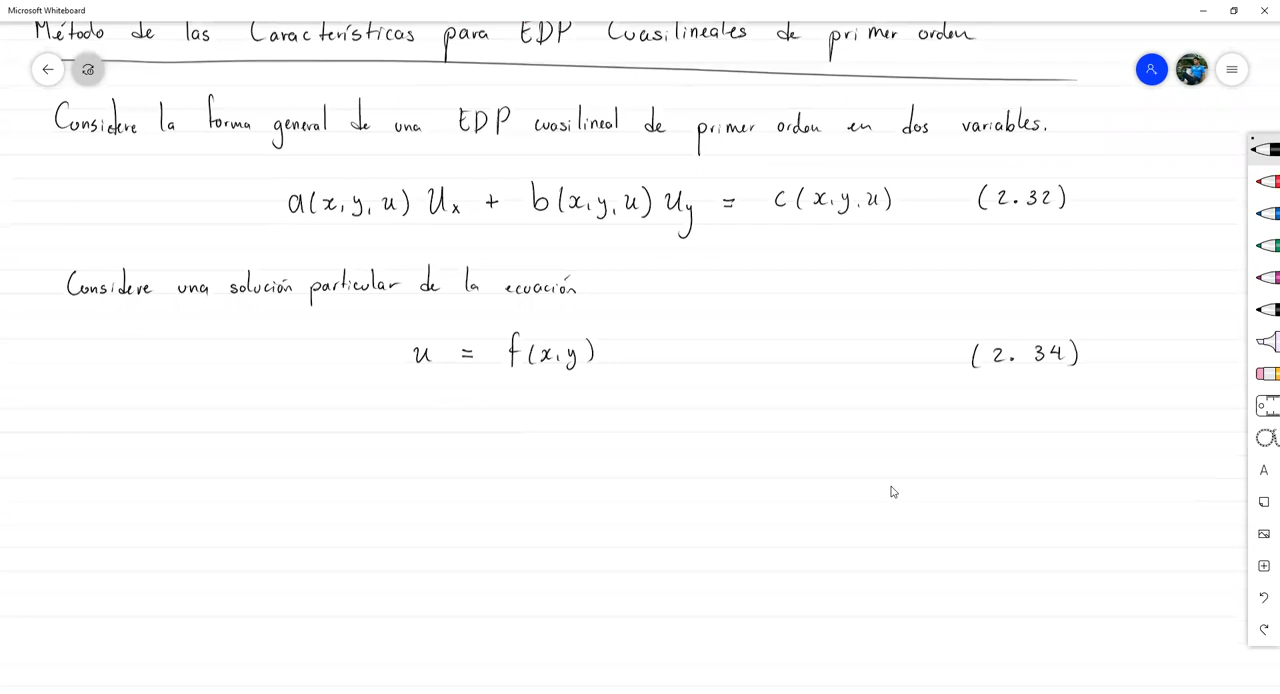 Microsoft Whiteboard
Método de las Características para EDP Cuasilineales de primer orden
Considere la forma general de una EDP cuasilineal de primer orden en dos variables.
a(x,y,u) Ux + b(x,y,u) Uy = c(x,y,u) (2.32)
Considere una solución particular de la ecuación
u = f(x,y) (2.34)
A